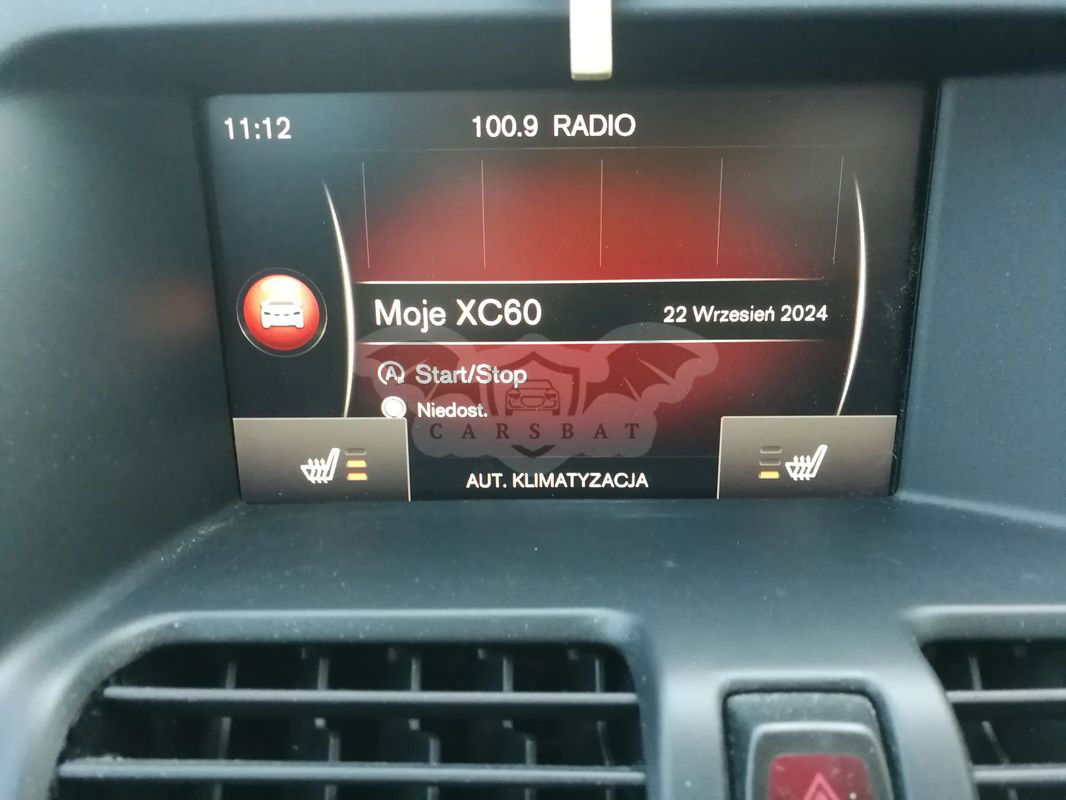 11:12
100.9 RADIO
Moje XC60
22 Wrzesień 2024
Start/Stop
Niedost.
CARSBAT
AUT. KLIMATYZACJA